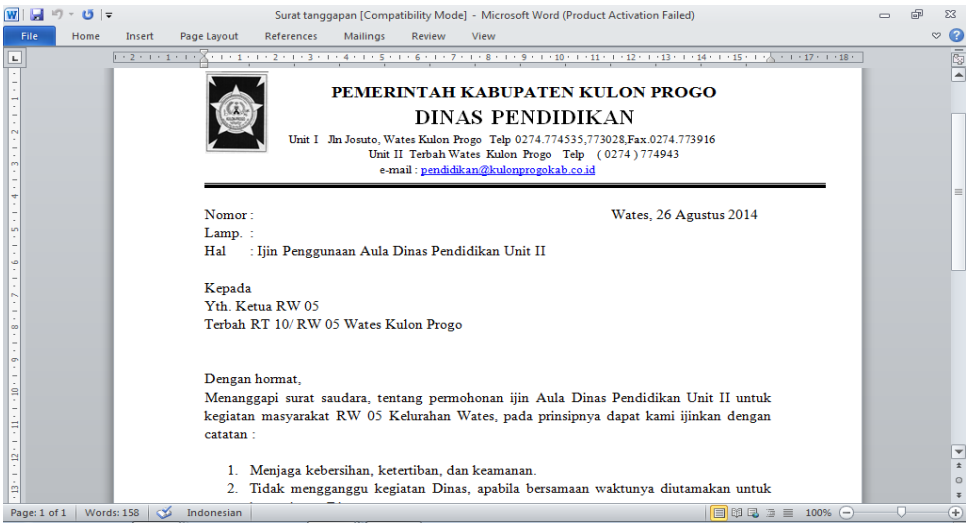 Surat tanggapan [Compatibility Mode] - Microsoft Word (Product Activation Failed)
File Home Insert Page Layout References Mailings Review View
PEMERINTAH KABUPATEN KULON PROGO
DINAS PENDIDIKAN
Unit I Jln Josuto, Wates Kulon Progo Telp 0274.774535,773028,Fax.0274.773916
Unit II Terbah Wates Kulon Progo Telp ( 0274 ) 774943
e-mail : pendidikan@kulonprogokab.co.id
Nomor : Wates, 26 Agustus 2014
Lamp. :
Hal : Ijin Penggunaan Aula Dinas Pendidikan Unit II
Kepada
Yth. Ketua RW 05
Terbah RT 10/ RW 05 Wates Kulon Progo
Dengan hormat,
Menanggapi surat saudara, tentang permohonan ijin Aula Dinas Pendidikan Unit II untuk
kegiatan masyarakat RW 05 Kelurahan Wates, pada prinsipnya dapat kami ijinkan dengan
catatan :
1. Menjaga kebersihan, ketertiban, dan keamanan.
2. Tidak mengganggu kegiatan Dinas, apabila bersamaan waktunya diutamakan untuk
Page: 1 of 1 Words: 158 Indonesian 100%